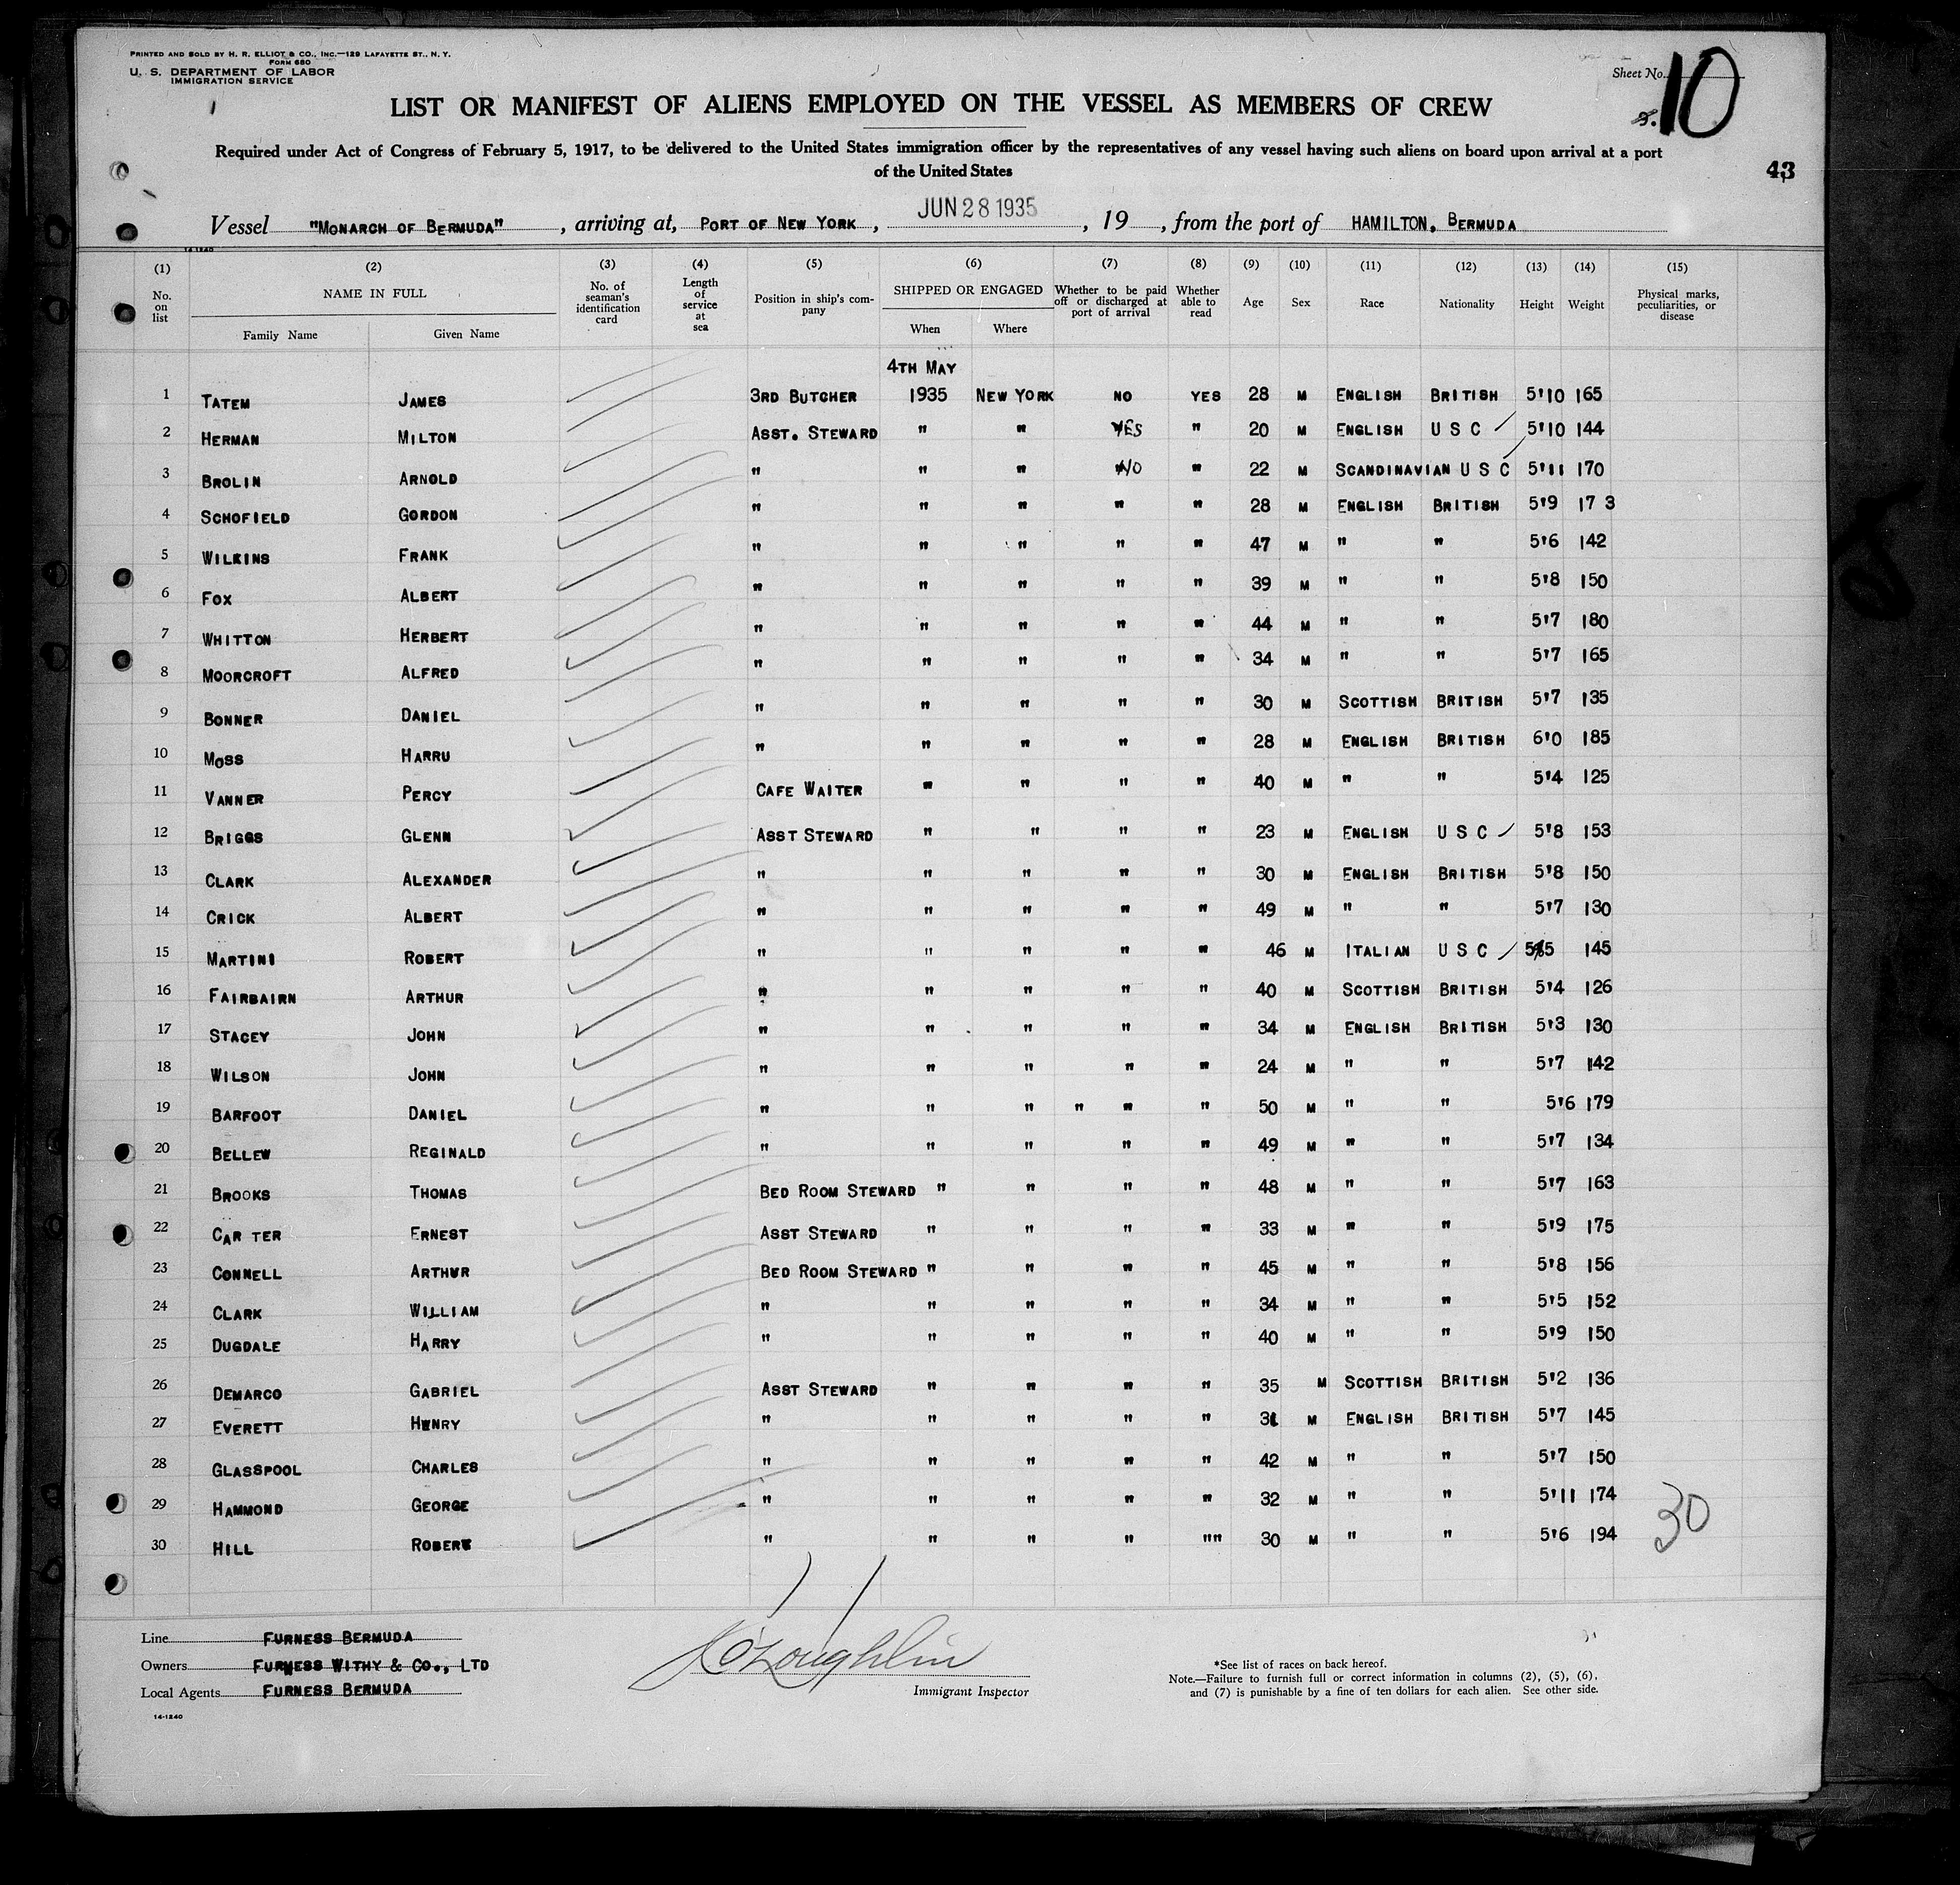 PRINTED AND SOLD BY H. R. ELLIOT & CO., INC.—129 LAFAYETTE ST., N. Y.
FORM 680
U. S. DEPARTMENT OF LABOR
IMMIGRATION SERVICE
Sheet No. 10
LIST OR MANIFEST OF ALIENS EMPLOYED ON THE VESSEL AS MEMBERS OF CREW
Required under Act of Congress of February 5, 1917, to be delivered to the United States immigration officer by the representatives of any vessel having such aliens on board upon arrival at a port
of the United States
43
Vessel "MONARCH OF BERMUDA", arriving at, PORT OF NEW YORK, JUN 28 1935, 19, from the port of HAMILTON, BERMUDA
14-1240
(1) (2) (3) (4) (5) (6) (7) (8) (9) (10) (11) (12) (13) (14) (15)
No. on list NAME IN FULL Family Name Given Name No. of seaman's identification card Length of service at sea Position in ship's company SHIPPED OR ENGAGED When Where Whether to be paid off or discharged at port of arrival Whether able to read Age Sex Race Nationality Height Weight Physical marks, peculiarities, or disease
4TH MAY
1 TATEM JAMES 3RD BUTCHER 1935 NEW YORK NO YES 28 M ENGLISH BRITISH 5'10 165
2 HERMAN MILTON ASST. STEWARD " " YES " 20 M ENGLISH U S C 5'10 144
3 BROLIN ARNOLD " " " NO " 22 M SCANDINAVIAN U S C 5'11 170
4 SCHOFIELD GORDON " " " " " 28 M ENGLISH BRITISH 5'9 17 3
5 WILKINS FRANK " " " " " 47 M " " 5'6 142
6 FOX ALBERT " " " " " 39 M " " 5'8 150
7 WHITTON HERBERT " " " " " 44 M " " 5'7 180
8 MOORCROFT ALFRED " " " " " 34 M " " 5'7 165
9 BONNER DANIEL " " " " " 30 M SCOTTISH BRITISH 5'7 135
10 MOSS HARRU " " " " " 28 M ENGLISH BRITISH 6'0 185
11 VANNER PERCY CAFE WAITER " " " " 40 M " " 5'4 125
12 BRIGGS GLENN ASST STEWARD " " " " 23 M ENGLISH U S C 5'8 153
13 CLARK ALEXANDER " " " " " 30 M ENGLISH BRITISH 5'8 150
14 CRICK ALBERT " " " " " 49 M " " 5'7 130
15 MARTINI ROBERT " " " " " 46 M ITALIAN U S C 5'5 145
16 FAIRBAIRN ARTHUR " " " " " 40 M SCOTTISH BRITISH 5'4 126
17 STACEY JOHN " " " " " 34 M ENGLISH BRITISH 5'3 130
18 WILSON JOHN " " " " " 24 M " " 5'7 142
19 BARFOOT DANIEL " " " " " " 50 M " " 5'6 179
20 BELLEW REGINALD " " " " " 49 M " " 5'7 134
21 BROOKS THOMAS BED ROOM STEWARD " " " " 48 M " " 5'7 163
22 CAR TER ERNEST ASST STEWARD " " " " 33 M " " 5'9 175
23 CONNELL ARTHUR BED ROOM STEWARD " " " " 45 M " " 5'8 156
24 CLARK WILLIAM " " " " " 34 M " " 5'5 152
25 DUGDALE HARRY " " " " " 40 M " " 5'9 150
26 DEMARCO GABRIEL ASST STEWARD " " " " 35 M SCOTTISH BRITISH 5'2 136
27 EVERETT HENRY " " " " " 31 M ENGLISH BRITISH 5'7 145
28 GLASSPOOL CHARLES " " " " " 42 M " " 5'7 150
29 HAMMOND GEORGE " " " " " 32 M " " 5'11 174
30 HILL ROBERT " " " " "" 30 M " " 5'6 194
30
Line FURNESS BERMUDA
Owners FURNESS WITHY & CO., LTD
Local Agents FURNESS BERMUDA
14-1240
O'Loughlin
Immigrant Inspector
*See list of races on back hereof.
Note.—Failure to furnish full or correct information in columns (2), (5), (6),
and (7) is punishable by a fine of ten dollars for each alien. See other side.